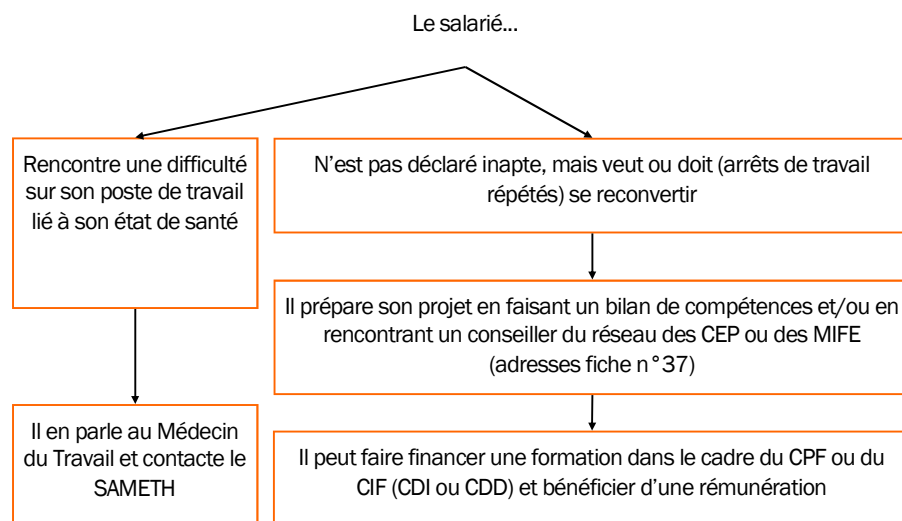 Le salarié...
Rencontre une difficulté
sur son poste de travail
lié à son état de santé
N'est pas déclaré inapte, mais veut ou doit (arrêts de travail
répétés) se reconvertir
Il prépare son projet en faisant un bilan de compétences et/ou en
rencontrant un conseiller du réseau des CEP ou des MIFE
(adresses fiche n°37)
Il en parle au Médecin
du Travail et contacte le
SAMETH
Il peut faire financer une formation dans le cadre du CPF ou du
CIF (CDI ou CDD) et bénéficier d'une rémunération